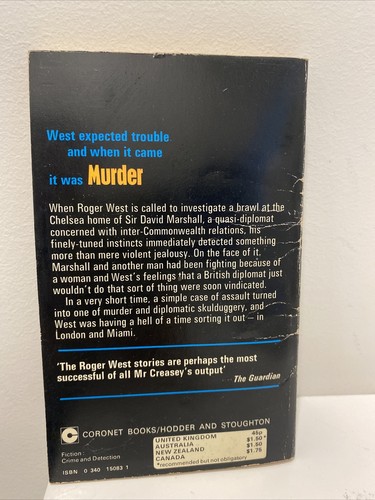 West expected trouble
and when it came
it was Murder
When Roger West is called to investigate a brawl at the
Chelsea home of Sir David Marshall, a quasi-diplomat
concerned with inter-Commonwealth relations, his
finely-tuned instincts immediately detected something
more than mere violent jealousy. On the face of it,
Marshall and another man had been fighting because of
a woman and West's feelings that a British diplomat just
wouldn't do that sort of thing were soon vindicated.
In a very short time, a simple case of assault turned
into one of murder and diplomatic skulduggery, and
West was having a hell of a time sorting it out – in
London and Miami.
'The Roger West stories are perhaps the most
successful of all Mr Creasey's output'
The Guardian
CORONET BOOKS/HODDER AND STOUGHTON
Fiction
Crime and Detection
ISBN 0 340 15083 1
UNITED KINGDOM 45p
AUSTRALIA $1.50*
NEW ZEALAND $1.50
CANADA $1.75
*recommended but not obligatory